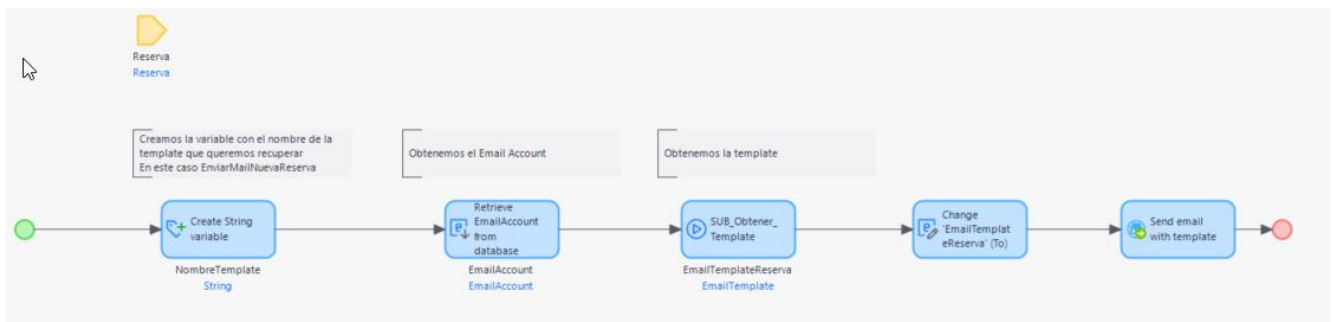 Reserva
Reserva
Creamos la variable con el nombre de la
template que queremos recuperar
En este caso EnviarMailNuevaReserva
Obtenemos el Email Account
Obtenemos la template
Create String
variable
NombreTemplate
String
Retrieve
EmailAccount
from
database
EmailAccount
EmailAccount
SUB_Obtener_
Template
EmailTemplateReserva
EmailTemplate
Change
'EmailTemplat
eReserva' (To)
Send email
with template